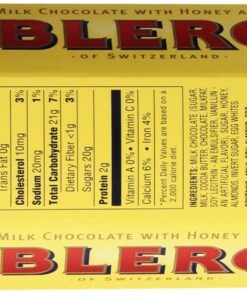 MILK CHOCOLATE WITH HONEY A
BLERO
- OF SWITZERLAND -
Trans Fat 0g
Cholesterol 10mg 3%
Sodium 20mg 1%
Total Carbohydrate 21g 7%
Dietary Fiber <1g 3%
Sugars 20g
Protein 2g
Vitamin A 0% • Vitamin C 0%
Calcium 6% • Iron 4%
*Percent Daily Values are based on a
2,000 calorie diet.
INGREDIENTS: MILK CHOCOLATE (SUGAR,
MILK, COCOA BUTTER, CHOCOLATE, MILKFAT,
SOY LECITHIN - AN EMULSIFIER, VANILLIN -
AN ARTIFICIAL FLAVOR), SUGAR, HONEY,
ALMONDS, INVERT SUGAR, EGG WHITES.
MILK CHOCOLATE WITH HONEY
BLERO
- OF SWITZERLAND -